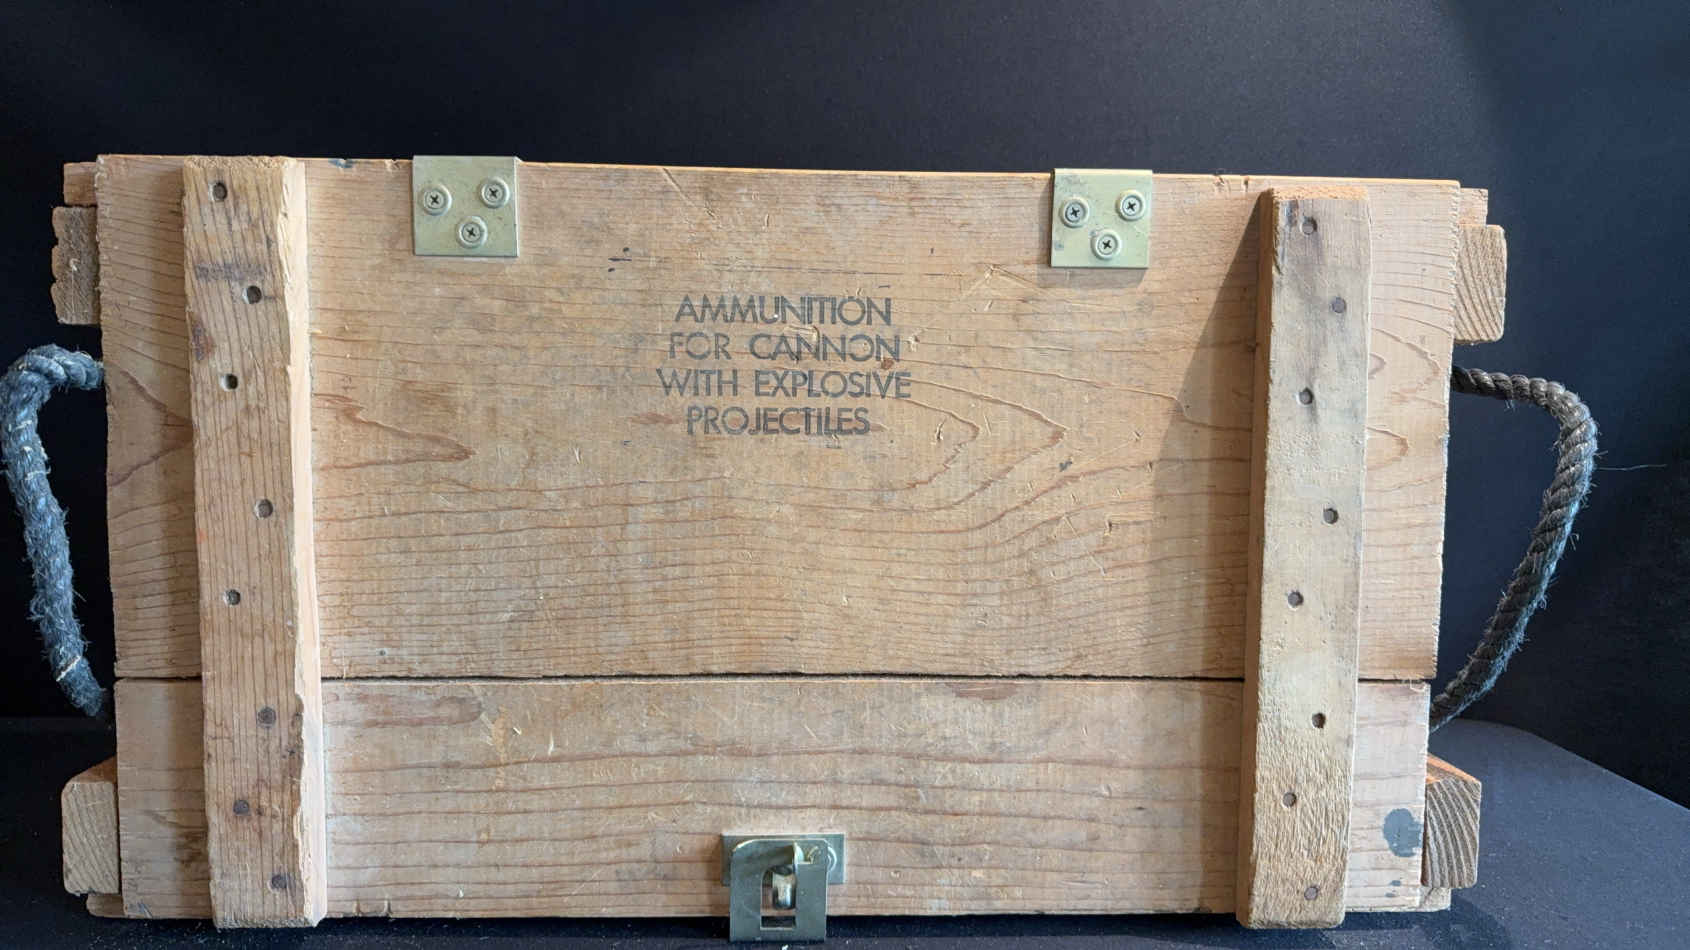 AMMUNITION
FOR CANNON
WITH EXPLOSIVE
PROJECTILES